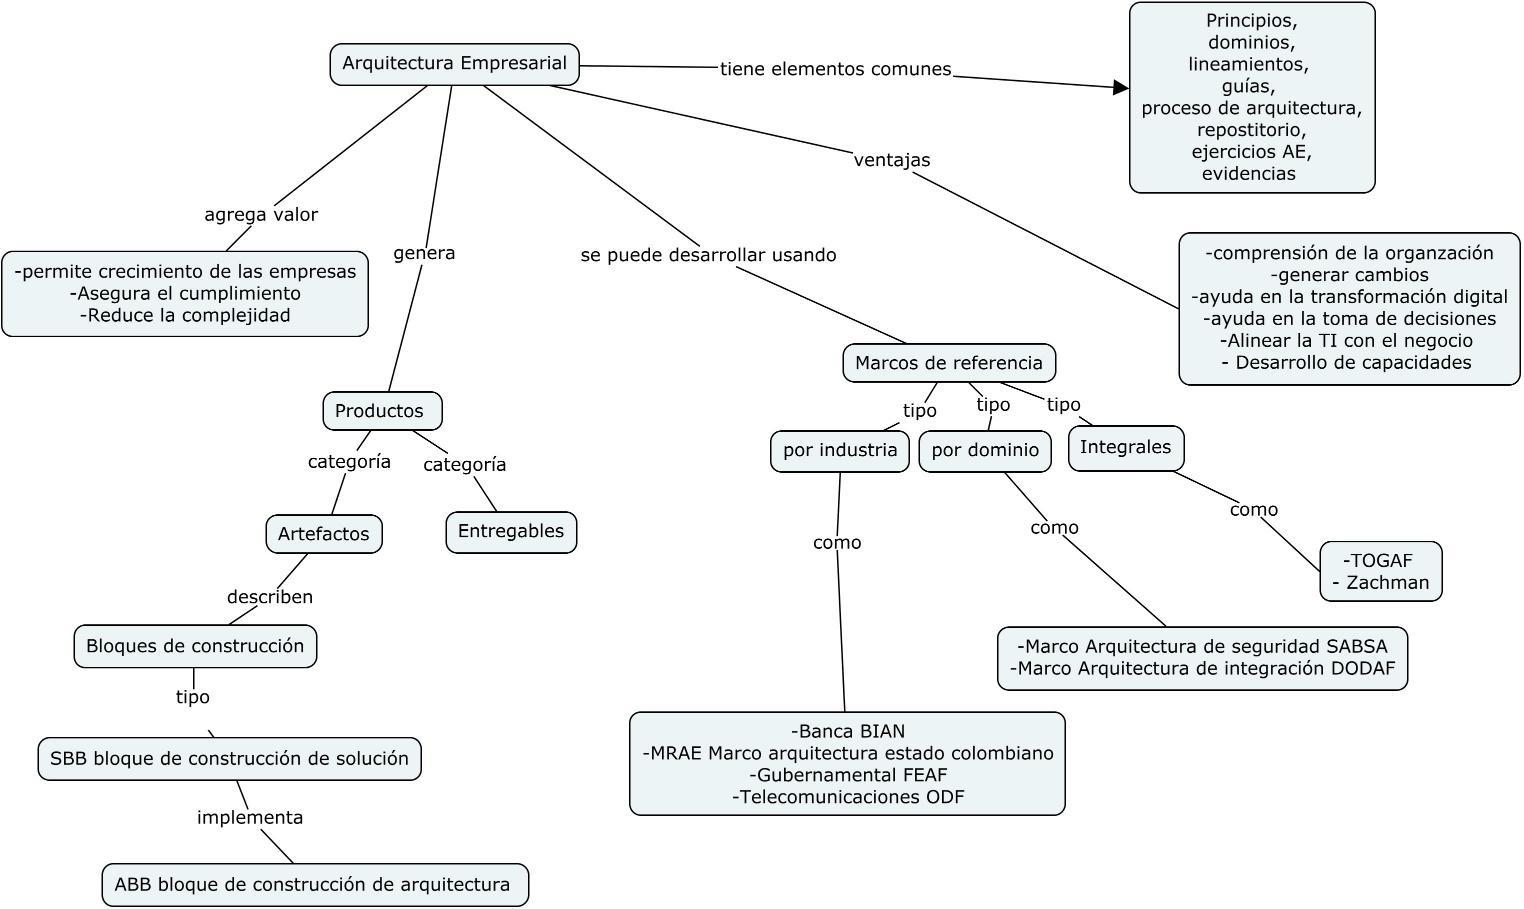 Arquitectura Empresarial
tiene elementos comunes
Principios,
dominios,
lineamientos,
guías,
proceso de arquitectura,
repostitorio,
ejercicios AE,
evidencias
ventajas
-comprensión de la organzación
-generar cambios
-ayuda en la transformación digital
-ayuda en la toma de decisiones
-Alinear la TI con el negocio
- Desarrollo de capacidades
agrega valor
-permite crecimiento de las empresas
-Asegura el cumplimiento
-Reduce la complejidad
genera
Productos
categoría
categoría
Artefactos
Entregables
describen
Bloques de construcción
tipo
SBB bloque de construcción de solución
implementa
ABB bloque de construcción de arquitectura
se puede desarrollar usando
Marcos de referencia
tipo
tipo
tipo
por industria
por dominio
Integrales
como
como
como
-TOGAF
- Zachman
-Marco Arquitectura de seguridad SABSA
-Marco Arquitectura de integración DODAF
-Banca BIAN
-MRAE Marco arquitectura estado colombiano
-Gubernamental FEAF
-Telecomunicaciones ODF